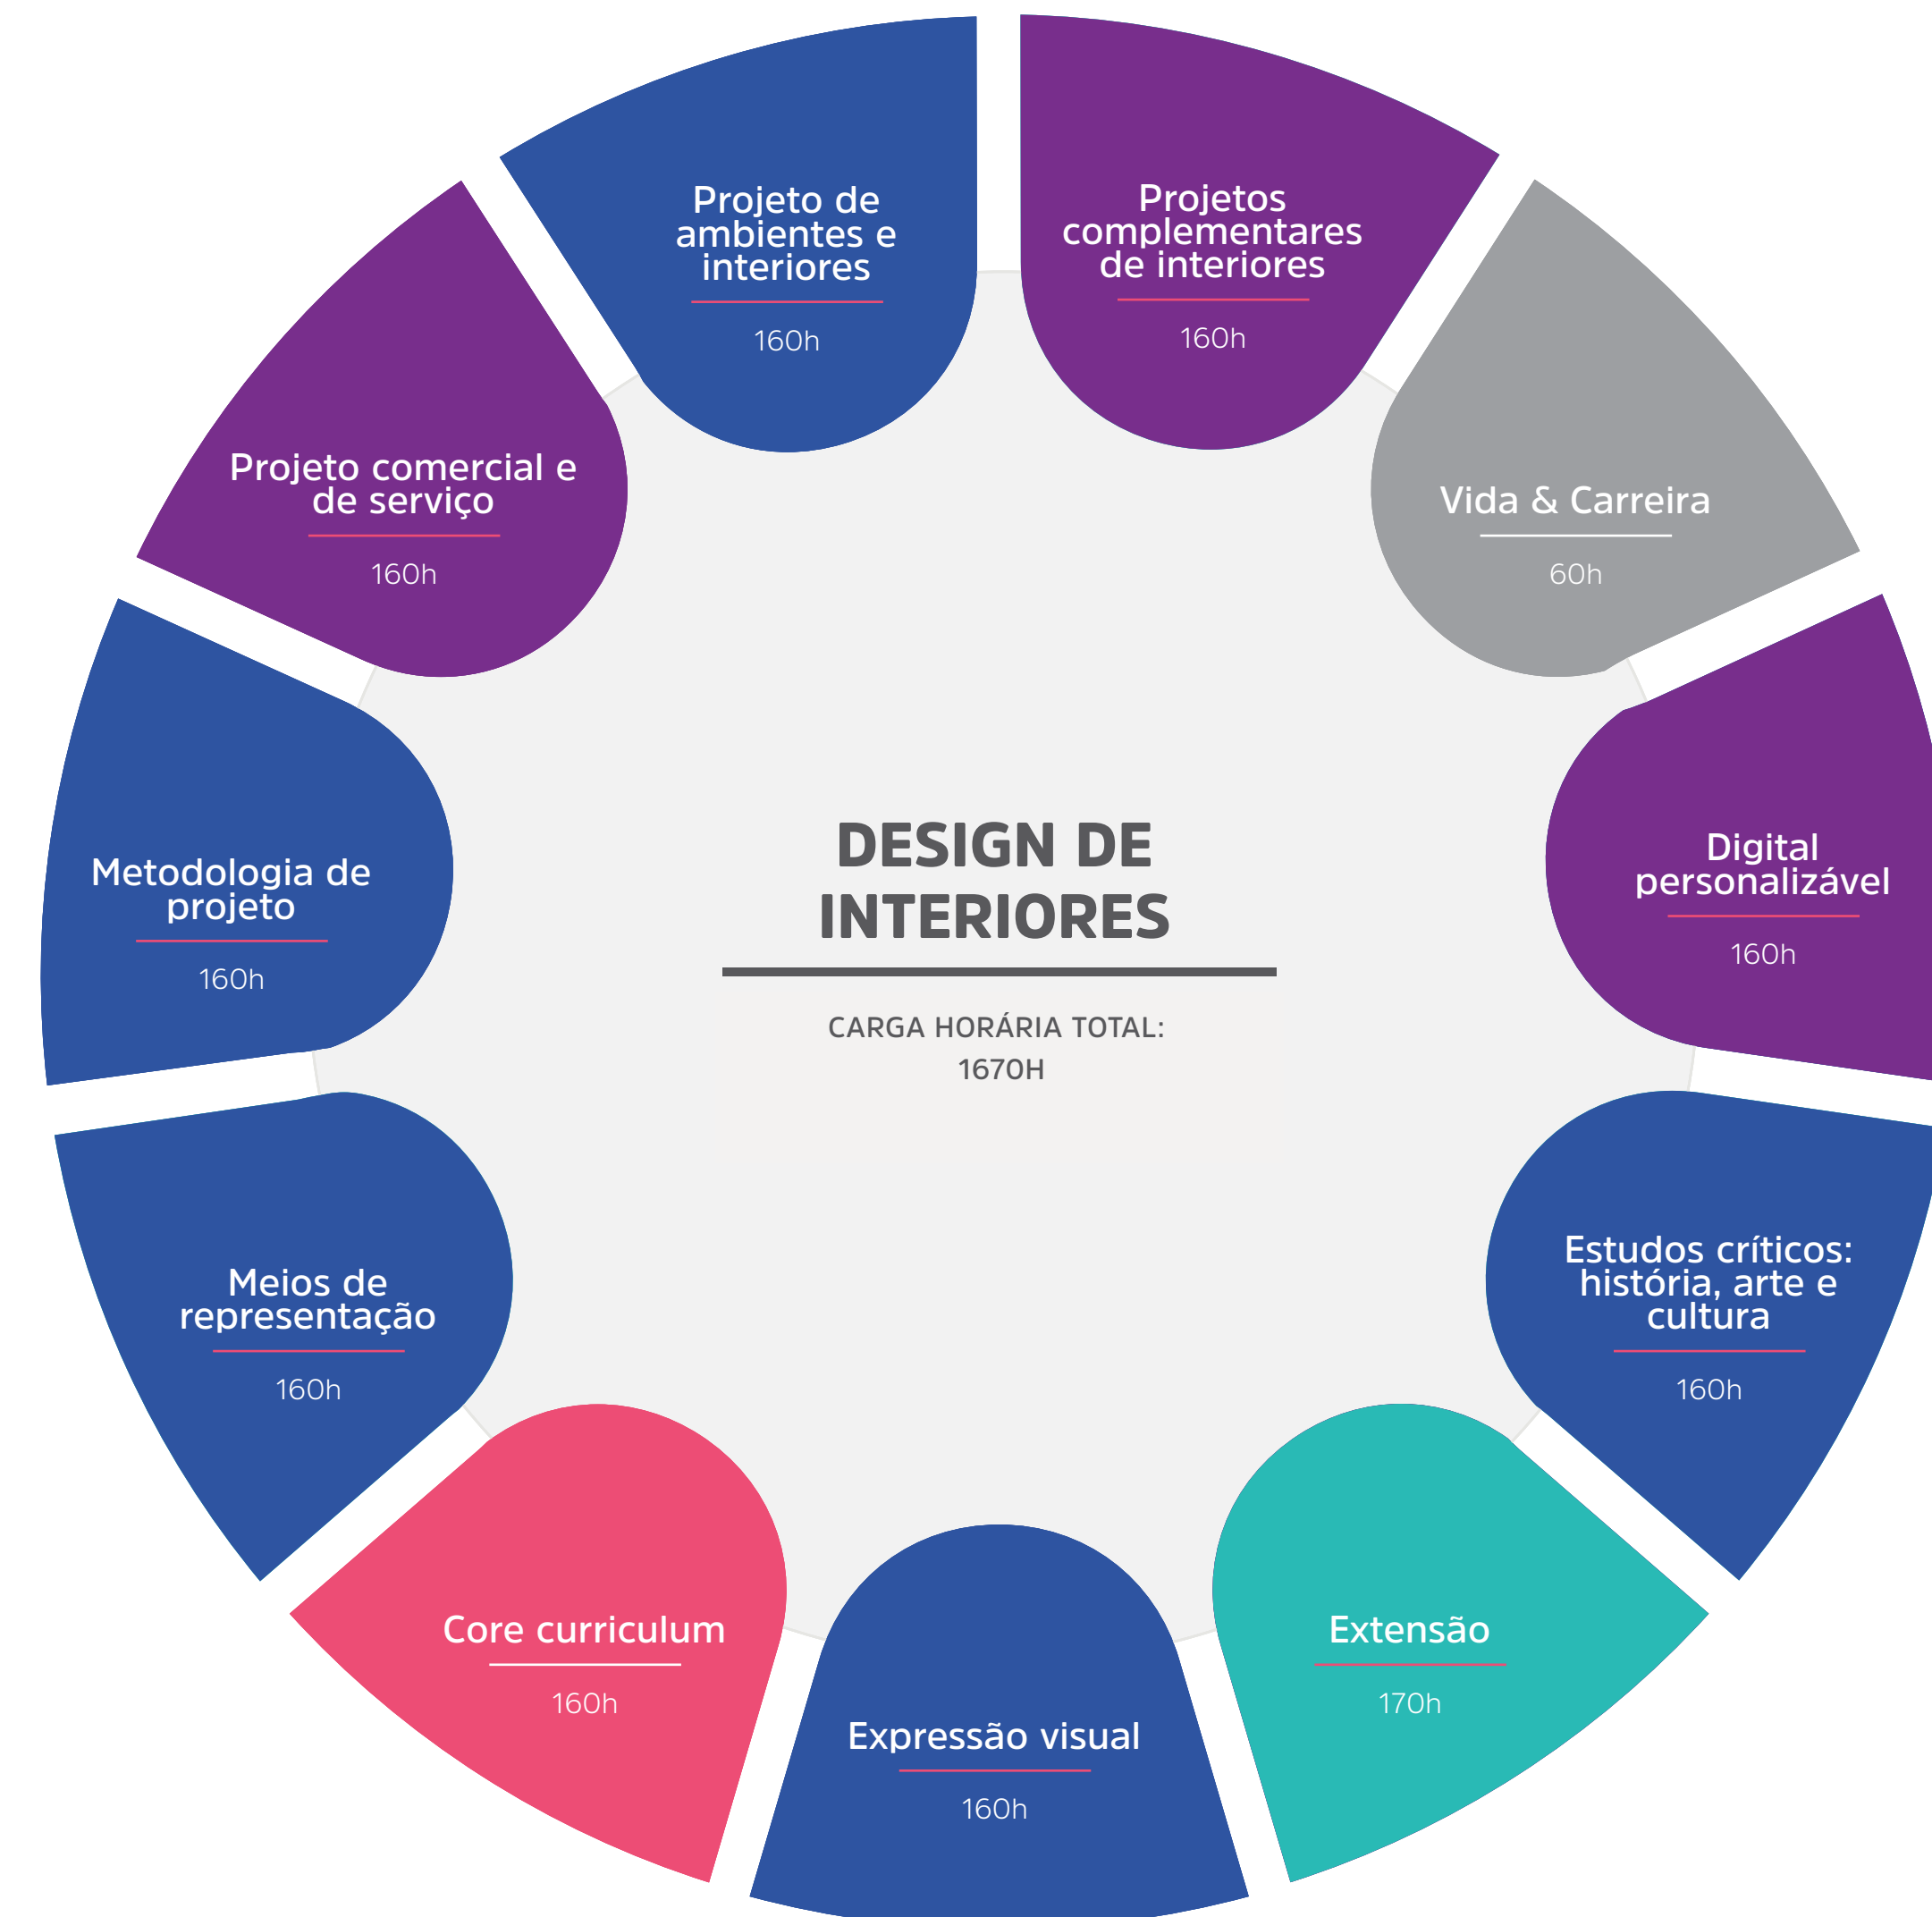 Projeto de
ambientes e
interiores
160h
Projetos
complementares
de interiores
160h
Vida & Carreira
60h
Digital
personalizável
160h
Estudos críticos:
história, arte e
cultura
160h
Extensão
170h
Expressão visual
160h
Core curriculum
160h
Meios de
representação
160h
Metodologia de
projeto
160h
Projeto comercial e
de serviço
160h
DESIGN DE
INTERIORES
CARGA HORÁRIA TOTAL:
1670H